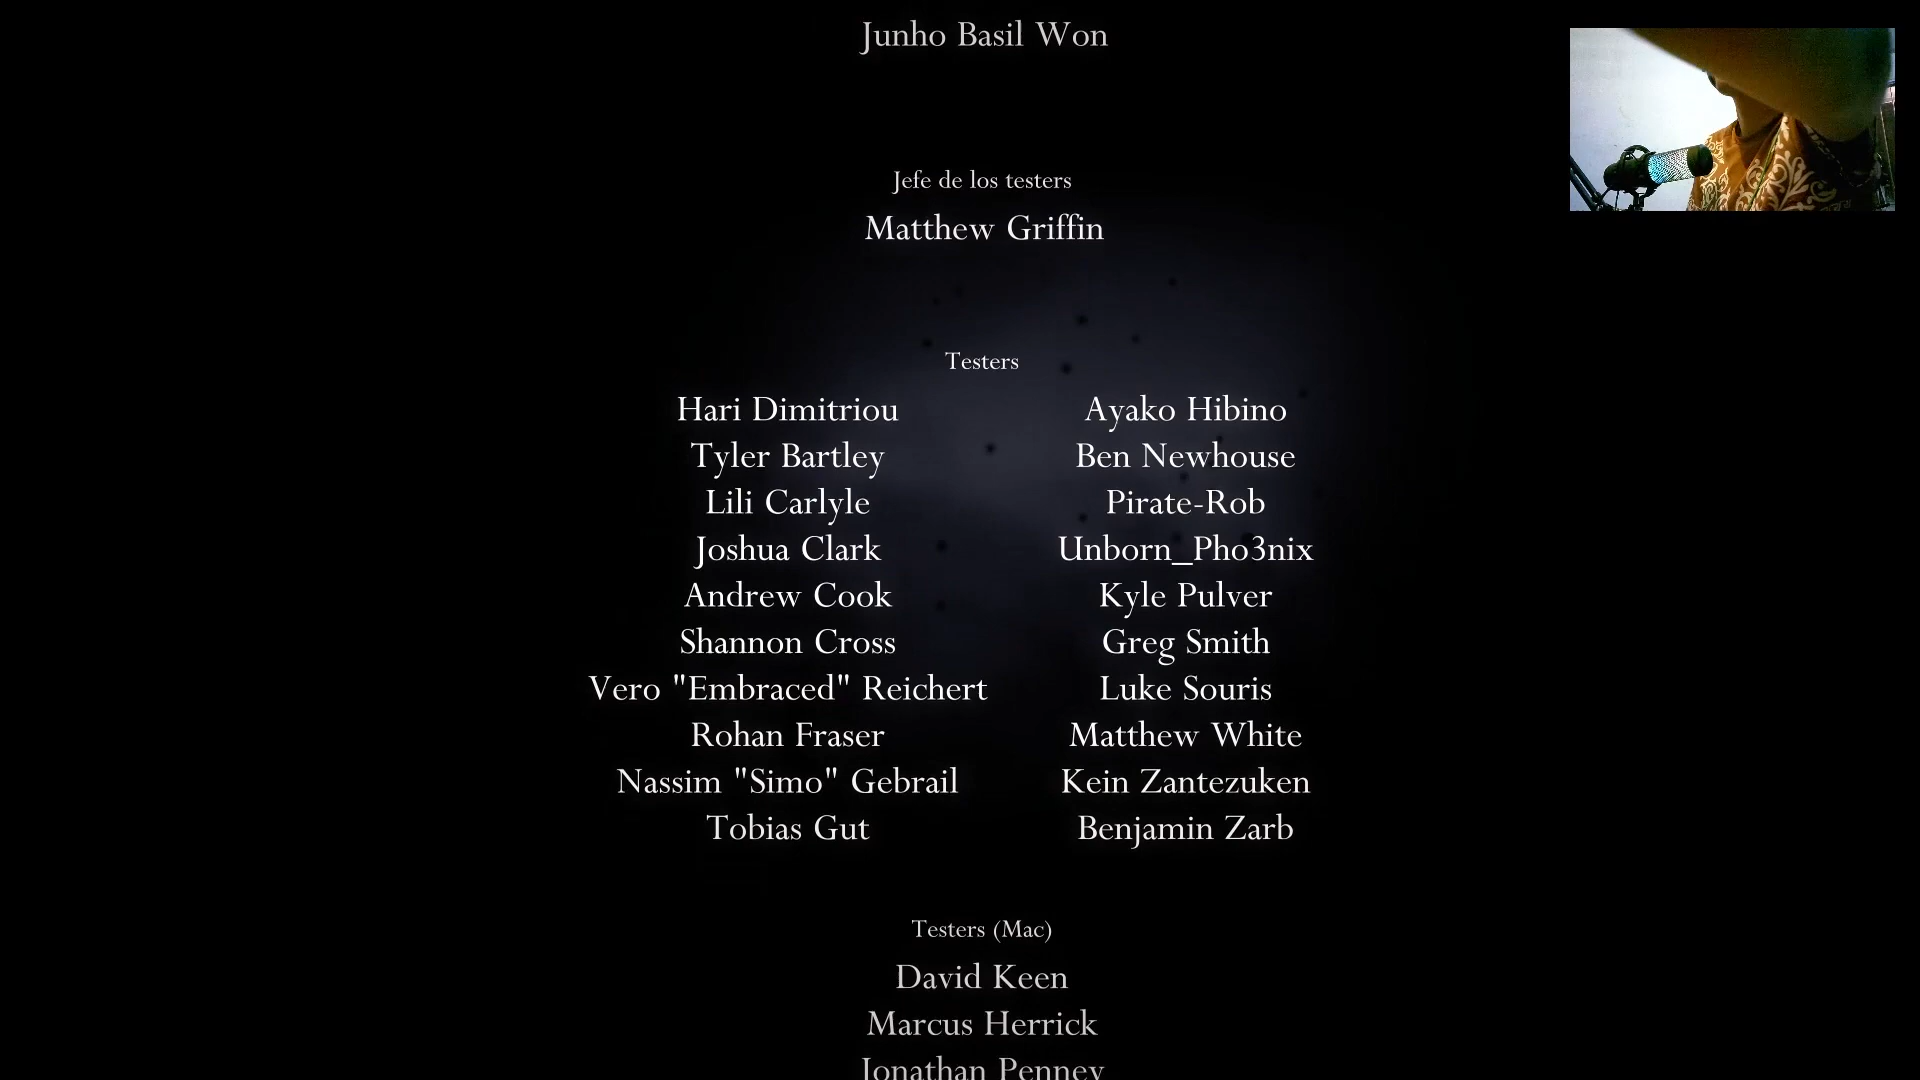 Junho Basil Won
Jefe de los testers
Matthew Griffin
Testers
Hari Dimitriou
Tyler Bartley
Lili Carlyle
Joshua Clark
Andrew Cook
Shannon Cross
Vero "Embraced" Reichert
Rohan Fraser
Nassim "Simo" Gebrail
Tobias Gut
Ayako Hibino
Ben Newhouse
Pirate-Rob
Unborn_Pho3nix
Kyle Pulver
Greg Smith
Luke Souris
Matthew White
Kein Zantezuken
Benjamin Zarb
Testers (Mac)
David Keen
Marcus Herrick
Jonathan Penney